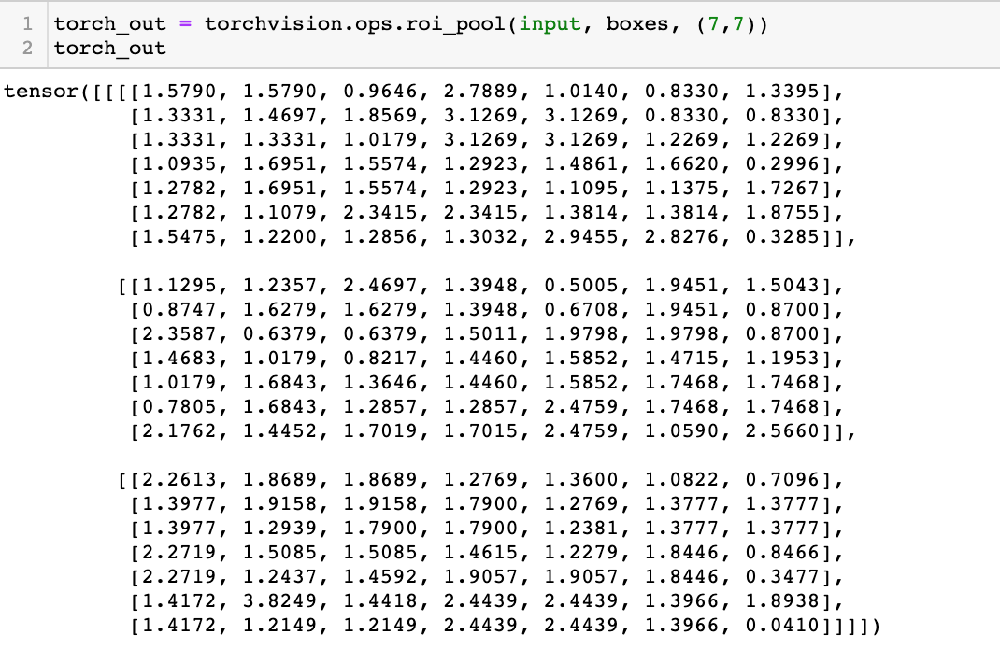 1 torch_out = torchvision.ops.roi_pool(input, boxes, (7,7))
2 torch_out
tensor([[[[1.5790, 1.5790, 0.9646, 2.7889, 1.0140, 0.8330, 1.3395],
[1.3331, 1.4697, 1.8569, 3.1269, 3.1269, 0.8330, 0.8330],
[1.3331, 1.3331, 1.0179, 3.1269, 3.1269, 1.2269, 1.2269],
[1.0935, 1.6951, 1.5574, 1.2923, 1.4861, 1.6620, 0.2996],
[1.2782, 1.6951, 1.5574, 1.2923, 1.1095, 1.1375, 1.7267],
[1.2782, 1.1079, 2.3415, 2.3415, 1.3814, 1.3814, 1.8755],
[1.5475, 1.2200, 1.2856, 1.3032, 2.9455, 2.8276, 0.3285]],
[[1.1295, 1.2357, 2.4697, 1.3948, 0.5005, 1.9451, 1.5043],
[0.8747, 1.6279, 1.6279, 1.3948, 0.6708, 1.9451, 0.8700],
[2.3587, 0.6379, 0.6379, 1.5011, 1.9798, 1.9798, 0.8700],
[1.4683, 1.0179, 0.8217, 1.4460, 1.5852, 1.4715, 1.1953],
[1.0179, 1.6843, 1.3646, 1.4460, 1.5852, 1.7468, 1.7468],
[0.7805, 1.6843, 1.2857, 1.2857, 2.4759, 1.7468, 1.7468],
[2.1762, 1.4452, 1.7019, 1.7015, 2.4759, 1.0590, 2.5660]],
[[2.2613, 1.8689, 1.8689, 1.2769, 1.3600, 1.0822, 0.7096],
[1.3977, 1.9158, 1.9158, 1.7900, 1.2769, 1.3777, 1.3777],
[1.3977, 1.2939, 1.7900, 1.7900, 1.2381, 1.3777, 1.3777],
[2.2719, 1.5085, 1.5085, 1.4615, 1.2279, 1.8446, 0.8466],
[2.2719, 1.2437, 1.4592, 1.9057, 1.9057, 1.8446, 0.3477],
[1.4172, 3.8249, 1.4418, 2.4439, 2.4439, 1.3966, 1.8938],
[1.4172, 1.2149, 1.2149, 2.4439, 2.4439, 1.3966, 0.0410]]]])